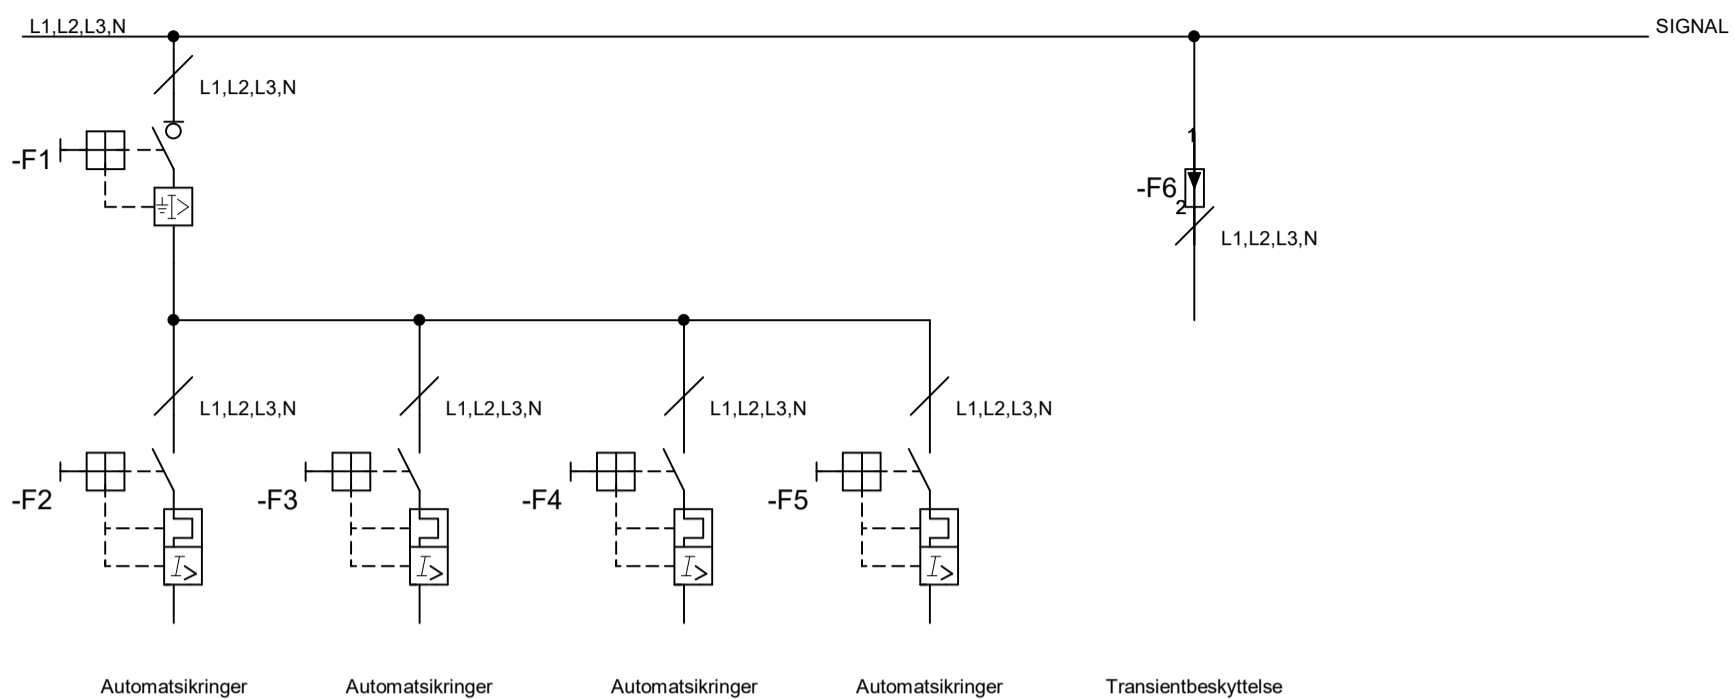 L1,L2,L3,N
SIGNAL
L1,L2,L3,N
-F1
I>
1
-F6
2
L1,L2,L3,N
L1,L2,L3,N
L1,L2,L3,N
L1,L2,L3,N
L1,L2,L3,N
-F2
-F3
-F4
-F5
I>
I>
I>
I>
Automatsikringer
Automatsikringer
Automatsikringer
Automatsikringer
Transientbeskyttelse